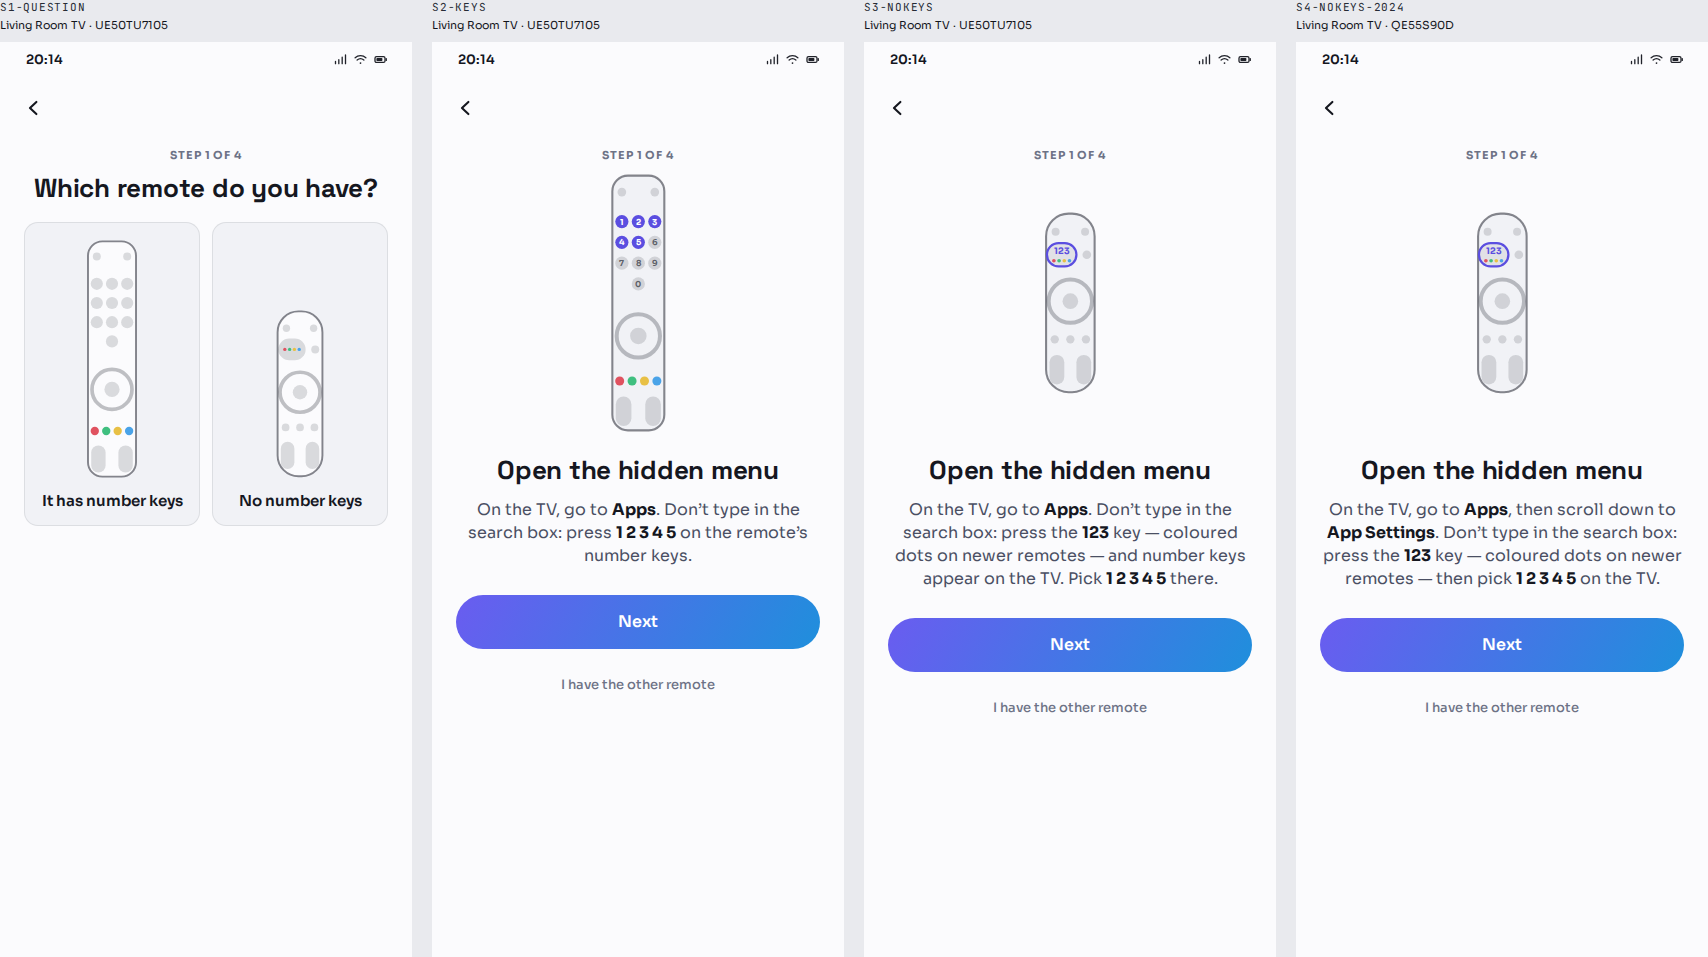 S1-QUESTION
Living Room TV · UE50TU7105
20:14
STEP 1 OF 4
Which remote do you have?
It has number keys
No number keys
S2-KEYS
Living Room TV · UE50TU7105
20:14
STEP 1 OF 4
1 2 3
4 5 6
7 8 9
0
Open the hidden menu
On the TV, go to Apps. Don’t type in the
search box: press 1 2 3 4 5 on the remote’s
number keys.
Next
I have the other remote
S3-NOKEYS
Living Room TV · UE50TU7105
20:14
STEP 1 OF 4
123
Open the hidden menu
On the TV, go to Apps. Don’t type in the
search box: press the 123 key — coloured
dots on newer remotes — and number keys
appear on the TV. Pick 1 2 3 4 5 there.
Next
I have the other remote
S4-NOKEYS-2024
Living Room TV · QE55S90D
20:14
STEP 1 OF 4
123
Open the hidden menu
On the TV, go to Apps, then scroll down to
App Settings. Don’t type in the search box:
press the 123 key — coloured dots on newer
remotes — then pick 1 2 3 4 5 on the TV.
Next
I have the other remote